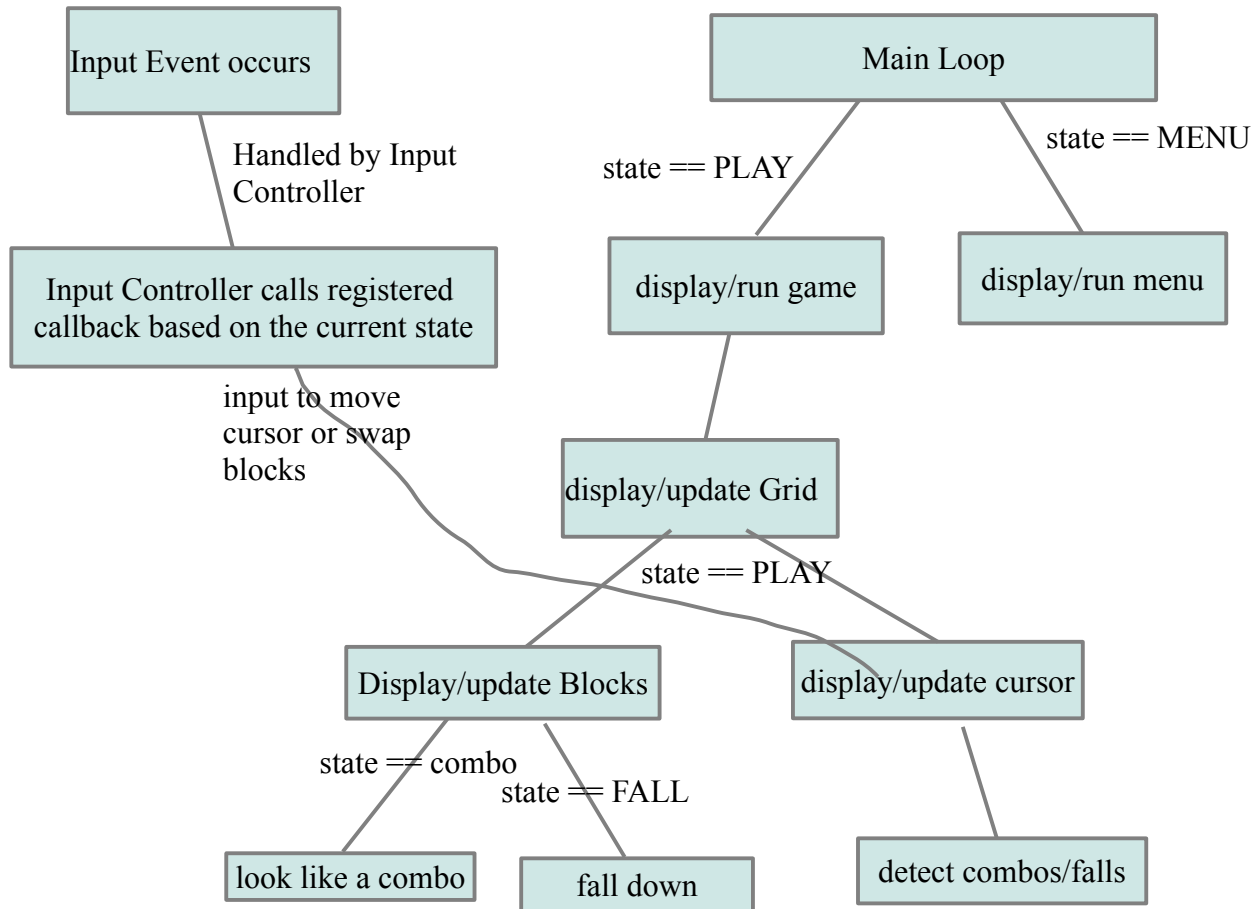 Input Event occurs
Main Loop
Handled by Input
Controller
state == PLAY
state == MENU
Input Controller calls registered
callback based on the current state
display/run game
display/run menu
input to move
cursor or swap
blocks
display/update Grid
state == PLAY
Display/update Blocks
display/update cursor
state == combo
state == FALL
look like a combo
fall down
detect combos/falls